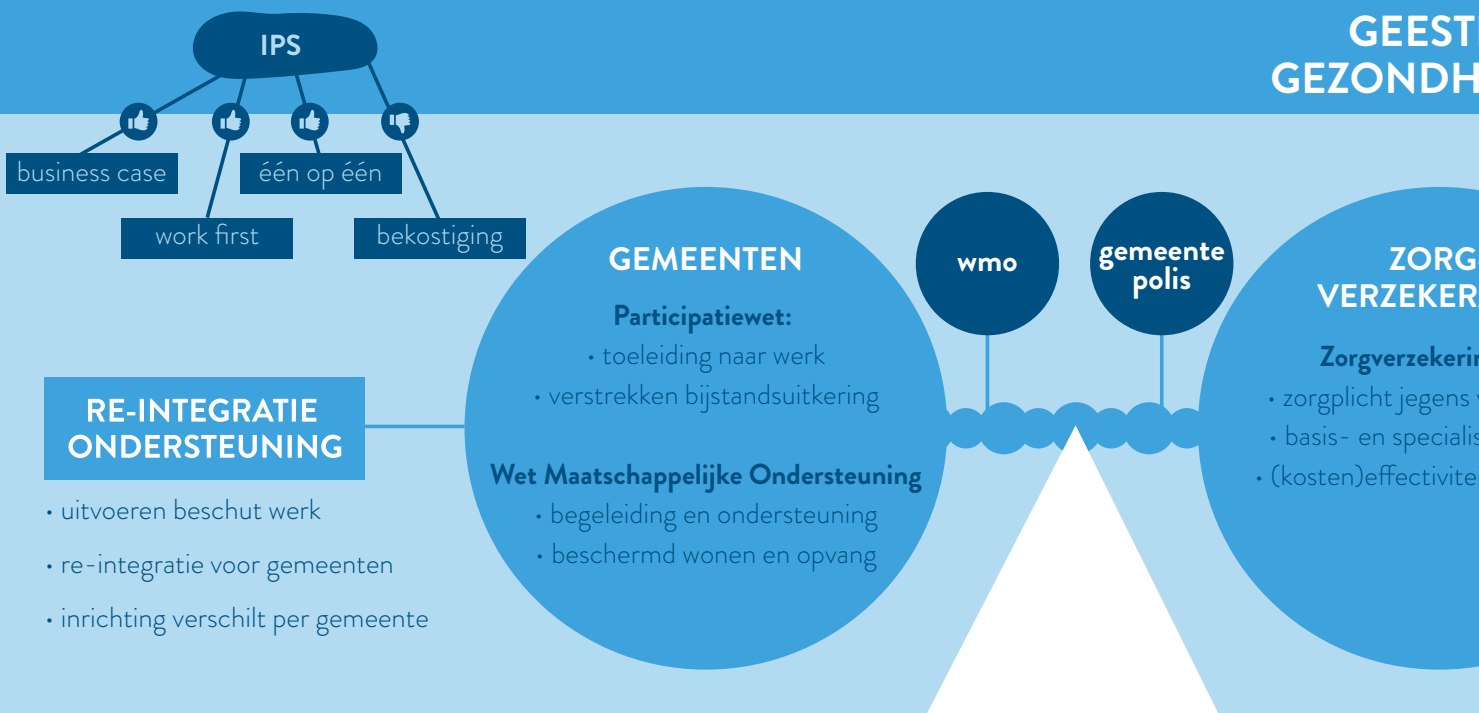 IPS
business case
één op één
work first
bekostiging
GEEST
GEZONDH
GEMEENTEN
Participatiewet:
• toeleiding naar werk
• verstrekken bijstandsuitkering
Wet Maatschappelijke Ondersteuning
• begeleiding en ondersteuning
• beschermd wonen en opvang
RE-INTEGRATIE
ONDERSTEUNING
• uitvoeren beschut werk
• re-integratie voor gemeenten
• inrichting verschilt per gemeente
wmo
gemeente
polis
ZORG
VERZEKER
Zorgverzekerin
• zorgplicht jegens
• basis- en specialis
• (kosten)effectivite